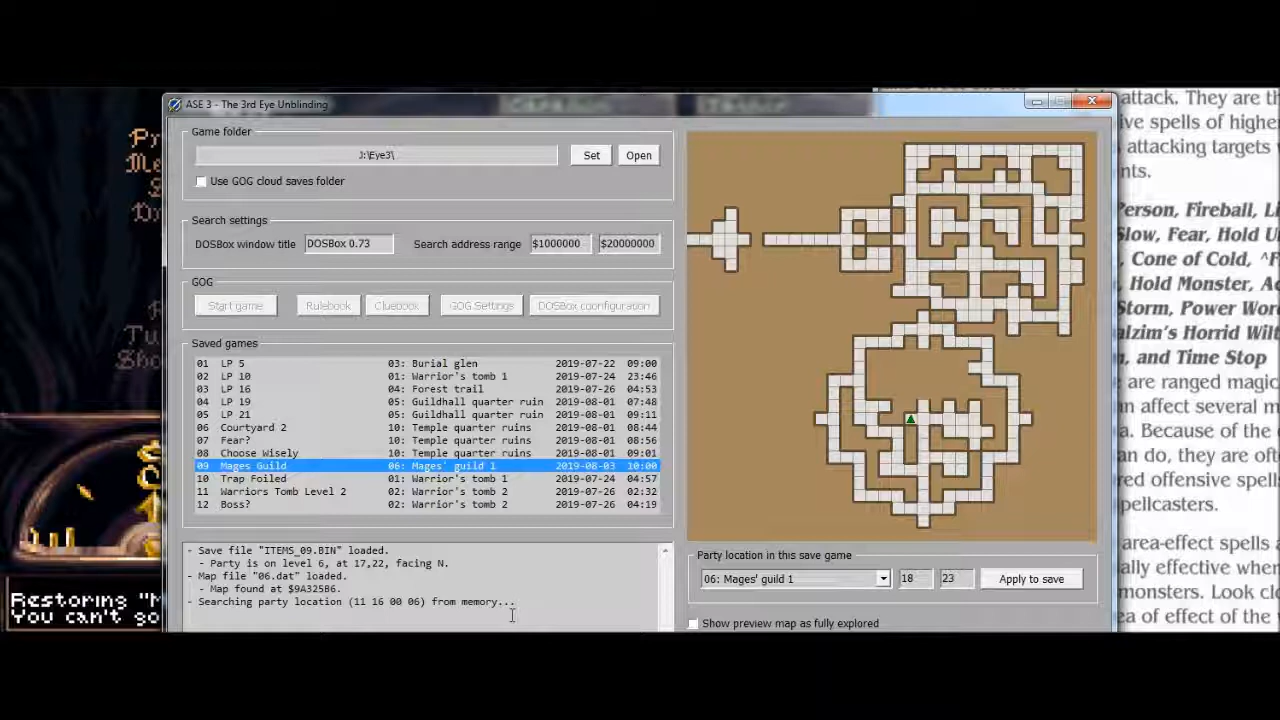 ASE 3 - The 3rd Eye Unblinding
Game folder
J:\Eye3\
Set
Open
Use GOG cloud saves folder
Search settings
DOSBox window title
DOSBox 0.73
Search address range
$1000000
$20000000
GOG
Start game
Rulebook
Cluebook
GOG Settings
DOSBox coonfiguration
Saved games
01 LP 5 03: Burial glen 2019-07-22 09:00
02 LP 10 01: Warrior's tomb 1 2019-07-24 23:46
03 LP 16 04: Forest trail 2019-07-26 04:53
04 LP 19 05: Guildhall quarter ruin 2019-08-01 07:48
05 LP 21 05: Guildhall quarter ruin 2019-08-01 09:11
06 Courtyard 2 10: Temple quarter ruins 2019-08-01 08:44
07 Fear? 10: Temple quarter ruins 2019-08-01 08:56
08 Choose Wisely 10: Temple quarter ruins 2019-08-01 09:01
09 Mages Guild 06: Mages' guild 1 2019-08-03 10:00
10 Trap Foiled 01: Warrior's tomb 1 2019-07-24 04:57
11 Warriors Tomb Level 2 02: Warrior's tomb 2 2019-07-26 02:32
12 Boss? 02: Warrior's tomb 2 2019-07-26 04:19
- Save file "ITEMS_09.BIN" loaded.
- Party is on level 6, at 17,22, facing N.
- Map file "06.dat" loaded.
- Map found at $9A325B6.
- Searching party location (11 16 00 06) from memory...
Party location in this save game
06: Mages' guild 1
18
23
Apply to save
Show preview map as fully explored
Restoring "M
You can't go
attack. They are th
ive spells of higher
attacking targets
nts.
Person, Fireball, Li
Slow, Fear, Hold Un
, Cone of Cold, ^F
, Hold Monster, Ac
Storm, Power Wor
alzim's Horrid Wilt
n, and Time Stop
are ranged magic
an affect several m
a. Because of the
an do, they are oft
red offensive spells
pellcasters.
area-effect spells a
ally effective when
monsters. Look clo
ea of effect of the